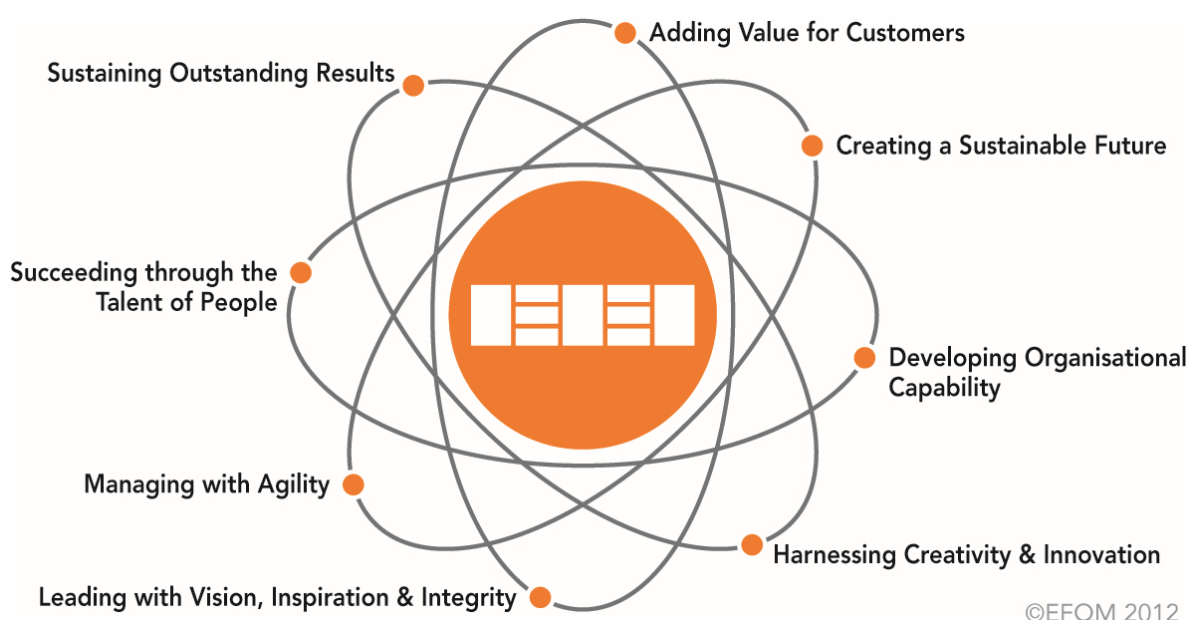 Adding Value for Customers
Sustaining Outstanding Results
Creating a Sustainable Future
Succeeding through the
Talent of People
Developing Organisational
Capability
Managing with Agility
Harnessing Creativity & Innovation
Leading with Vision, Inspiration & Integrity
©EFQM 2012